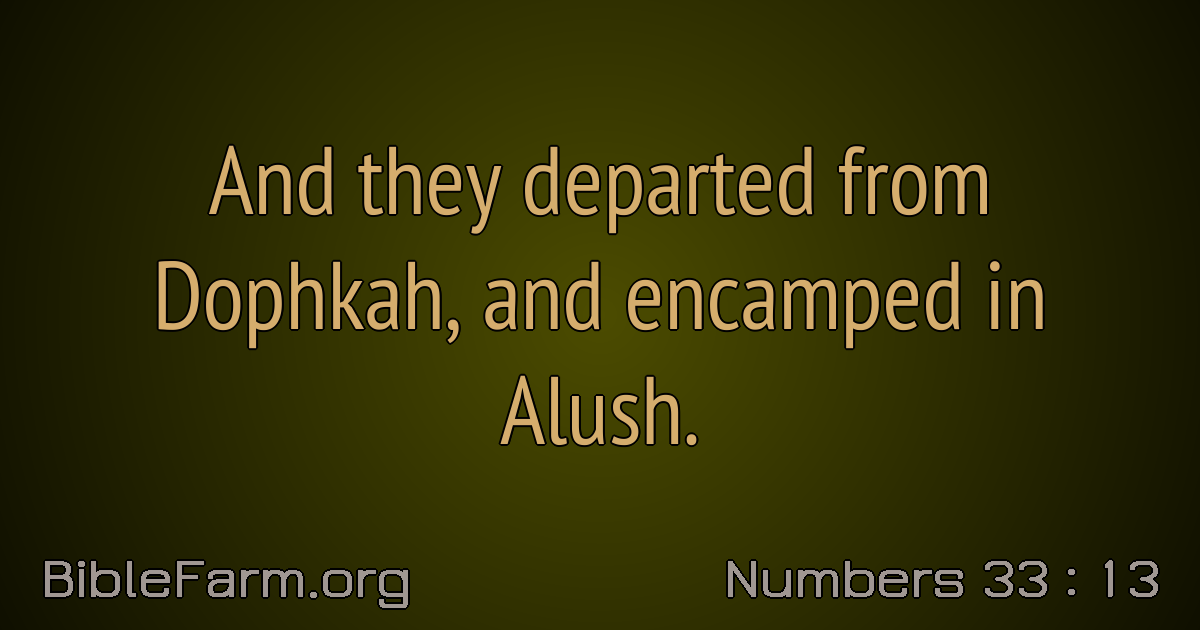 And they departed from
Dophkah, and encamped in
Alush.
BibleFarm.org
Numbers 33 : 13